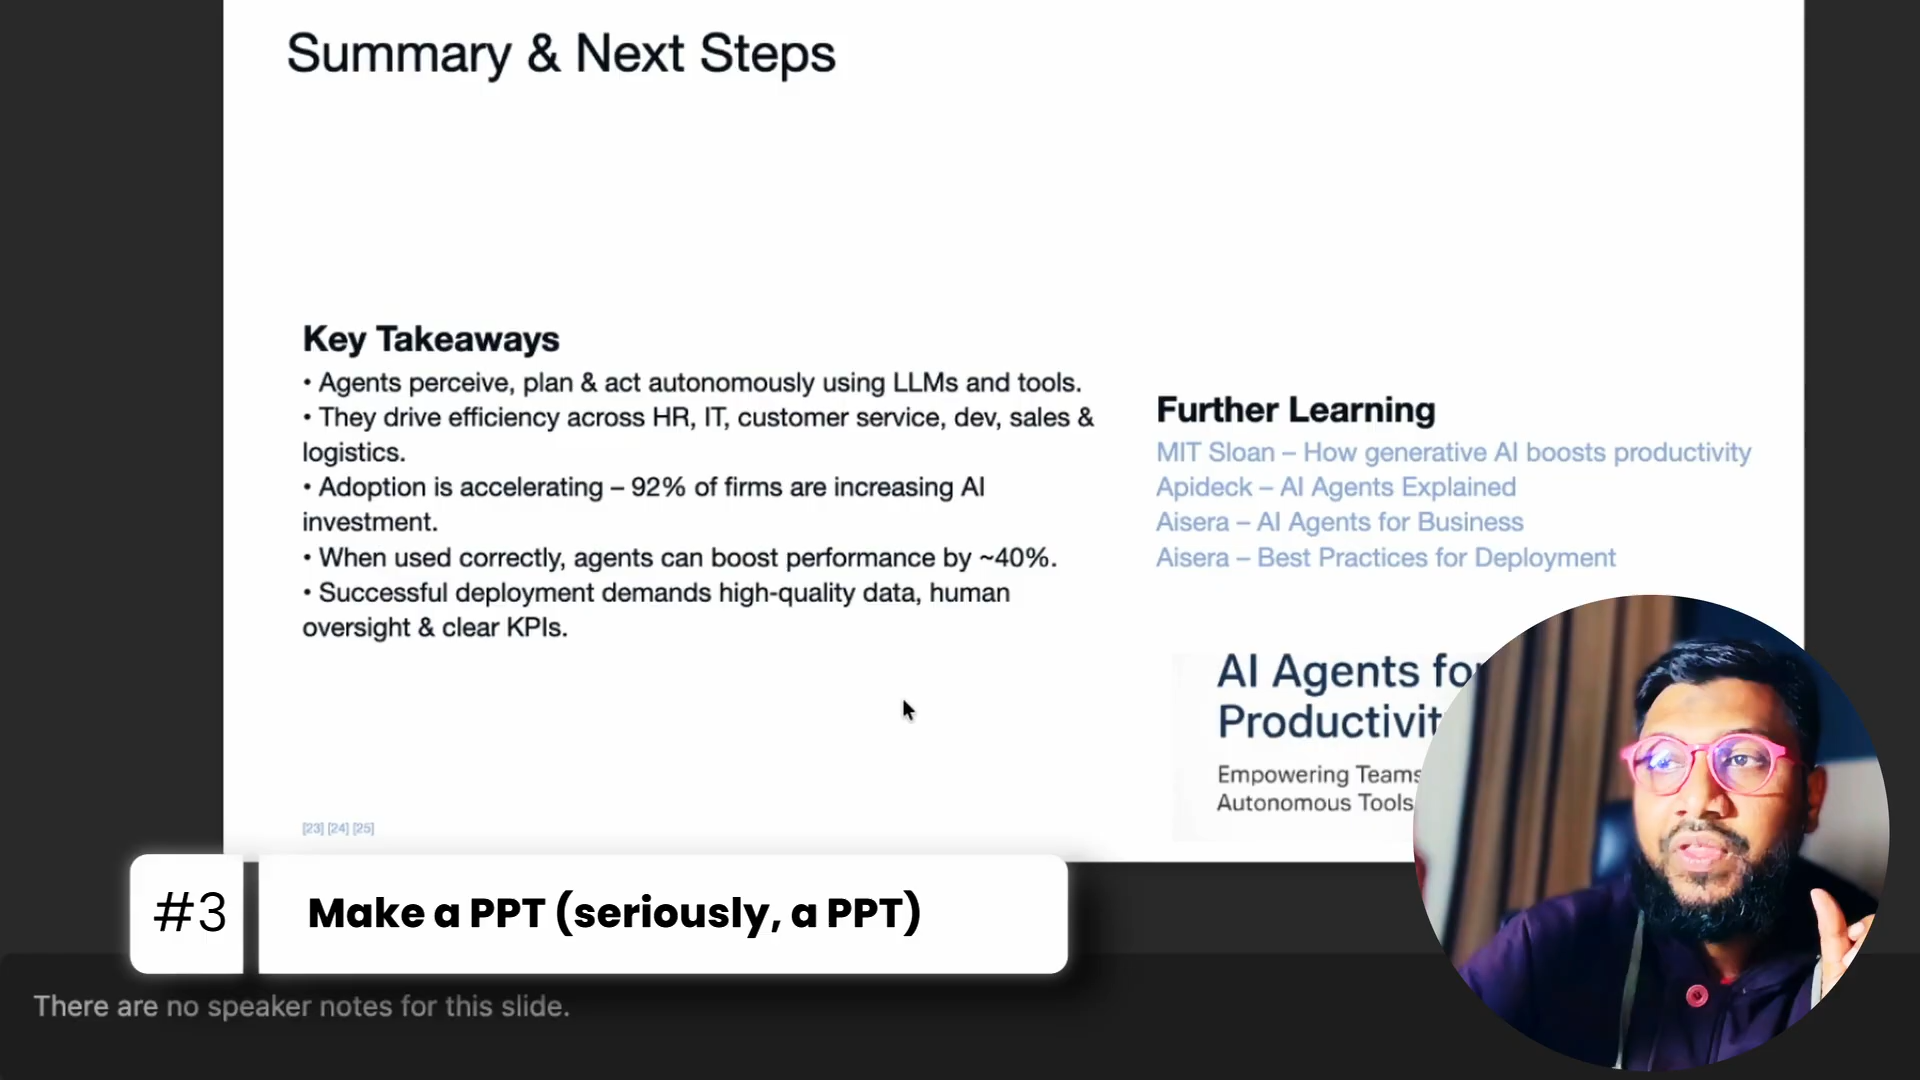 Summary & Next Steps
Key Takeaways
• Agents perceive, plan & act autonomously using LLMs and tools.
• They drive efficiency across HR, IT, customer service, dev, sales &
logistics.
• Adoption is accelerating – 92% of firms are increasing AI
investment.
• When used correctly, agents can boost performance by ~40%.
• Successful deployment demands high-quality data, human
oversight & clear KPIs.
[23] [24] [25]
Further Learning
MIT Sloan – How generative AI boosts productivity
Apideck – AI Agents Explained
Aisera – AI Agents for Business
Aisera – Best Practices for Deployment
AI Agents for
Productivit
Empowering Teams
Autonomous Tools
#3
Make a PPT (seriously, a PPT)
There are no speaker notes for this slide.